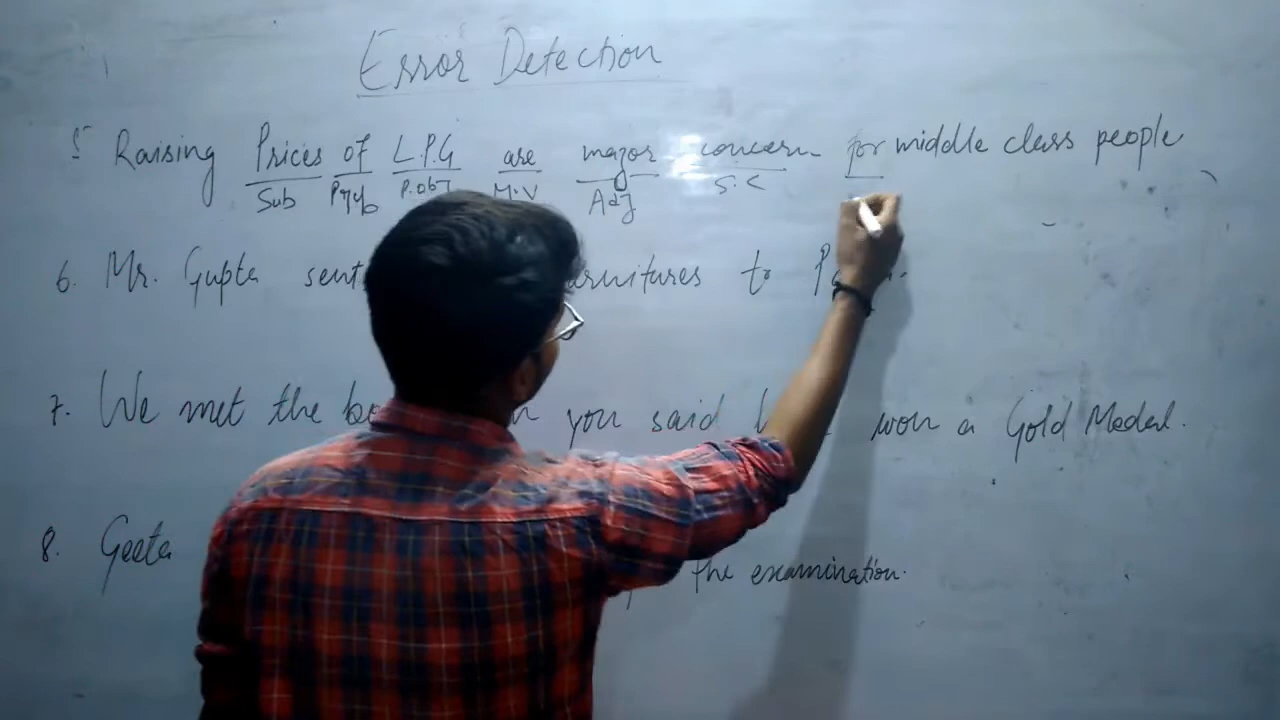 Error Detection
5 Raising Prices of L.P.G are major concern for middle class people
Sub Prep P.obj M.V Adj S.C
6. Mr. Gupta sent to
7. We met the you said won a Gold Medal.
8. Geeta the examination.